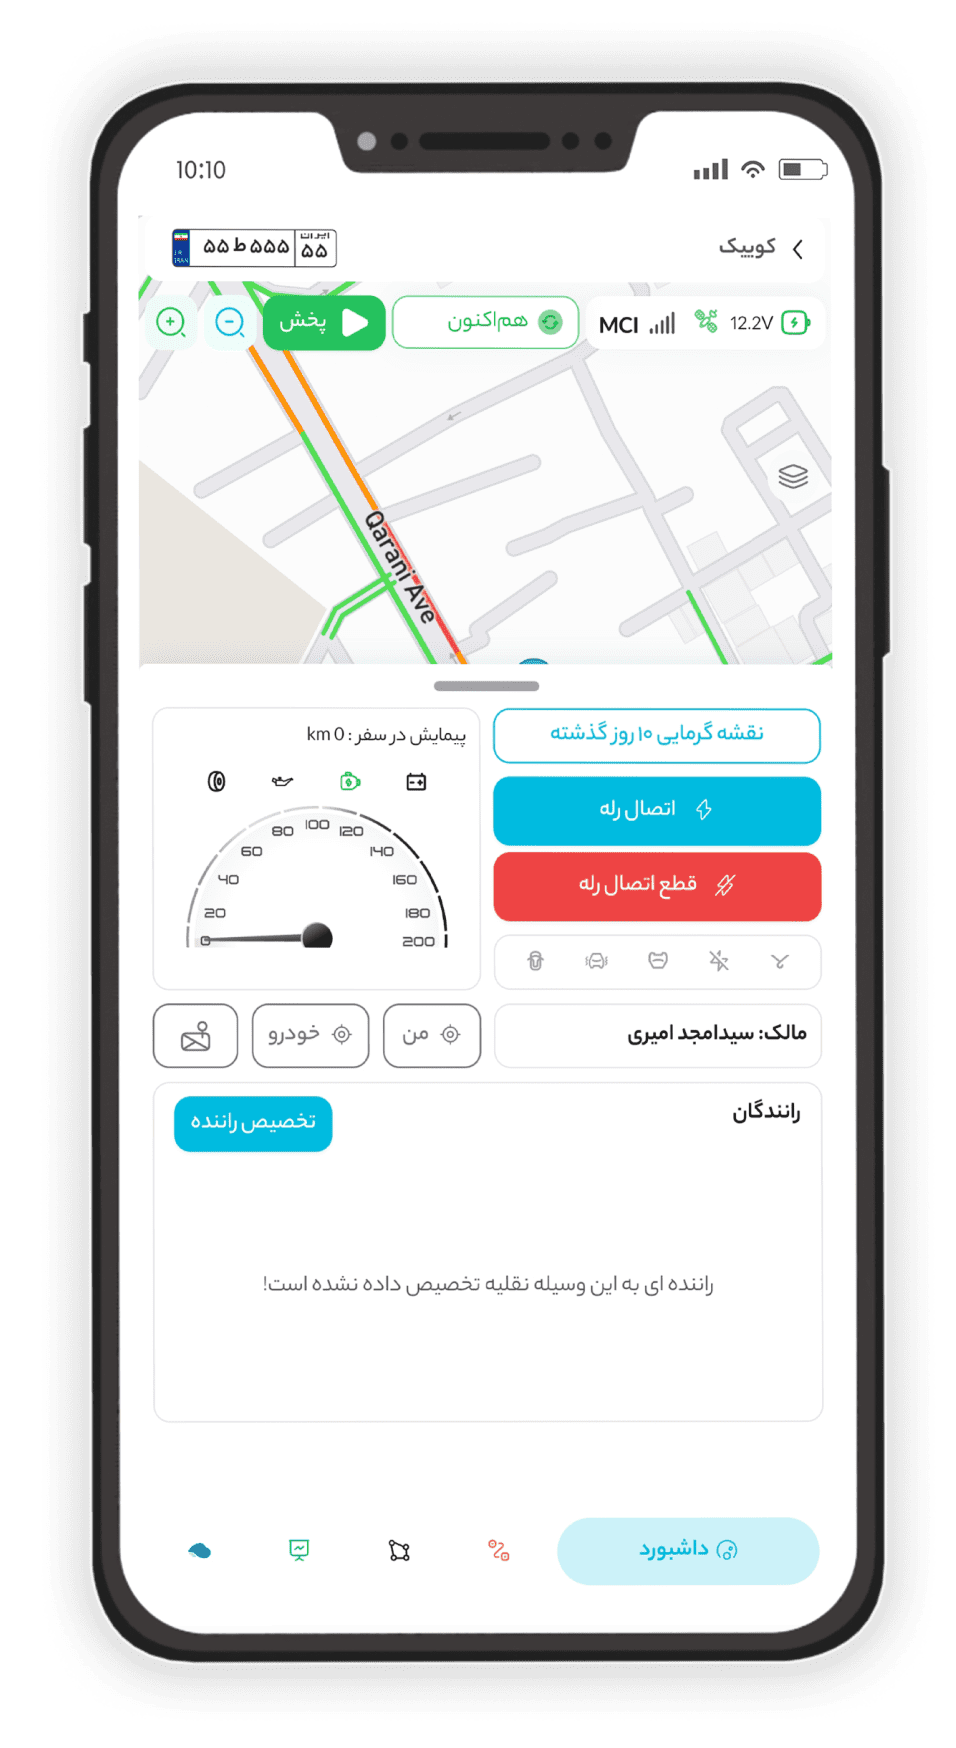 10:10
کوییک
ایران
۵۵ ط ۵۵۵ ۵۵
12.2V MCI
هم‌اکنون
پخش
Qarani Ave
نقشه گرمایی ۱۰ روز گذشته
اتصال رله
قطع اتصال رله
پیمایش در سفر : 0 km
0 20 40 60 80 100 120 140 160 180 200
مالک: سیدامجد امیری
من
خودرو
رانندگان
تخصیص راننده
راننده ای به این وسیله نقلیه تخصیص داده نشده است!
داشبورد